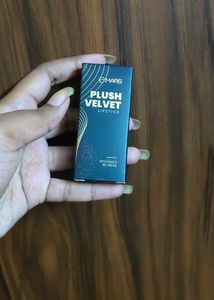 MARS
PLUSH
VELVET
LIPSTICK
DESIGNED
IN INDIA